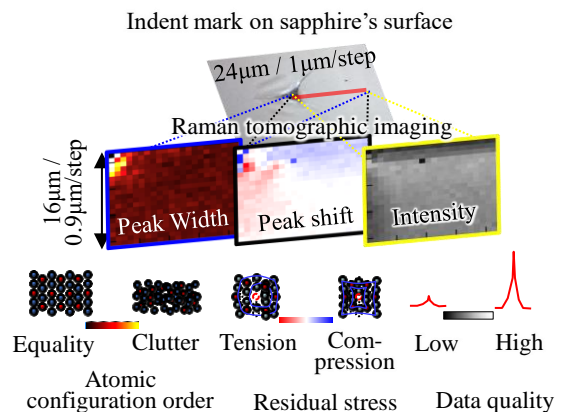 Indent mark on sapphire's surface
24μm / 1μm/step
Raman tomographic imaging
16μm /
0.9μm/step
Peak Width
Peak shift
Intensity
Equality
Clutter
Tension
Com-
pression
Low
High
Atomic
configuration order
Residual stress
Data quality